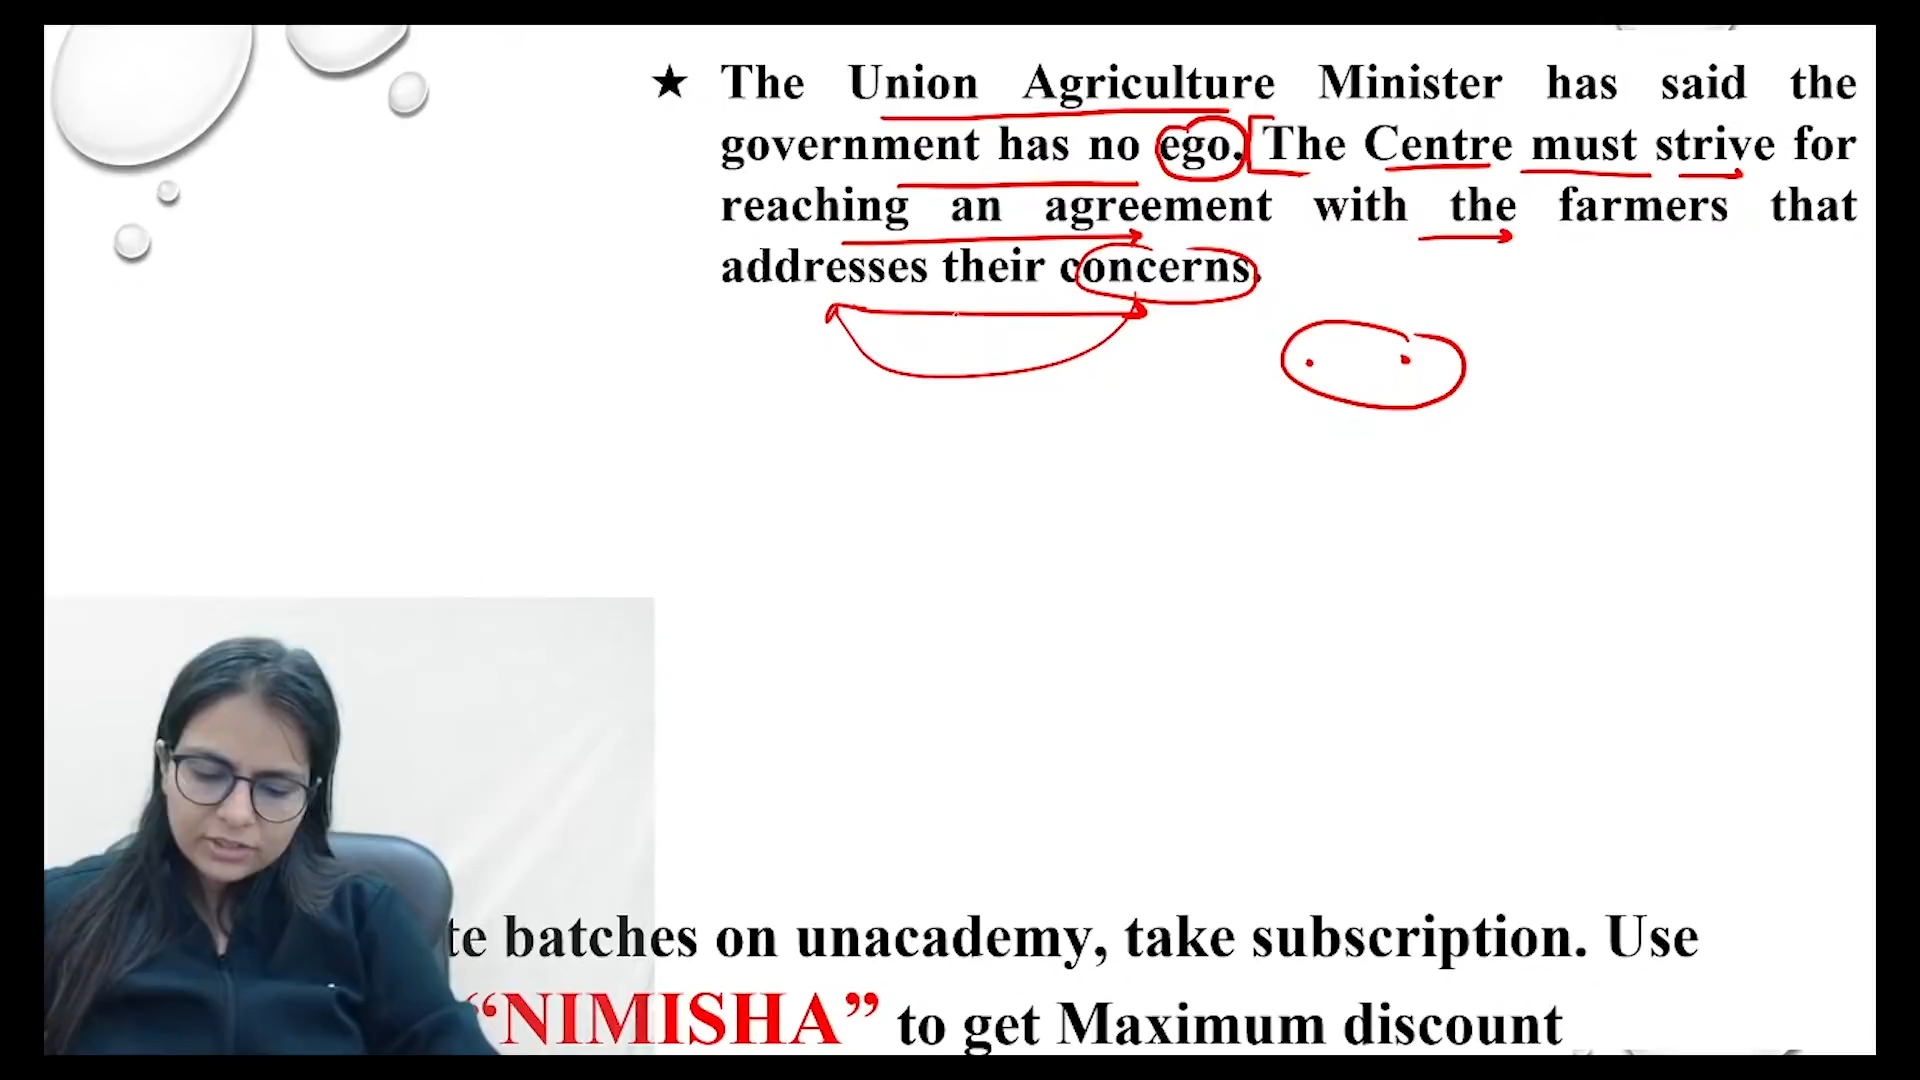 ★ The Union Agriculture Minister has said the
government has no ego. The Centre must strive for
reaching an agreement with the farmers that
addresses their concerns.
te batches on unacademy, take subscription. Use
“NIMISHA” to get Maximum discount